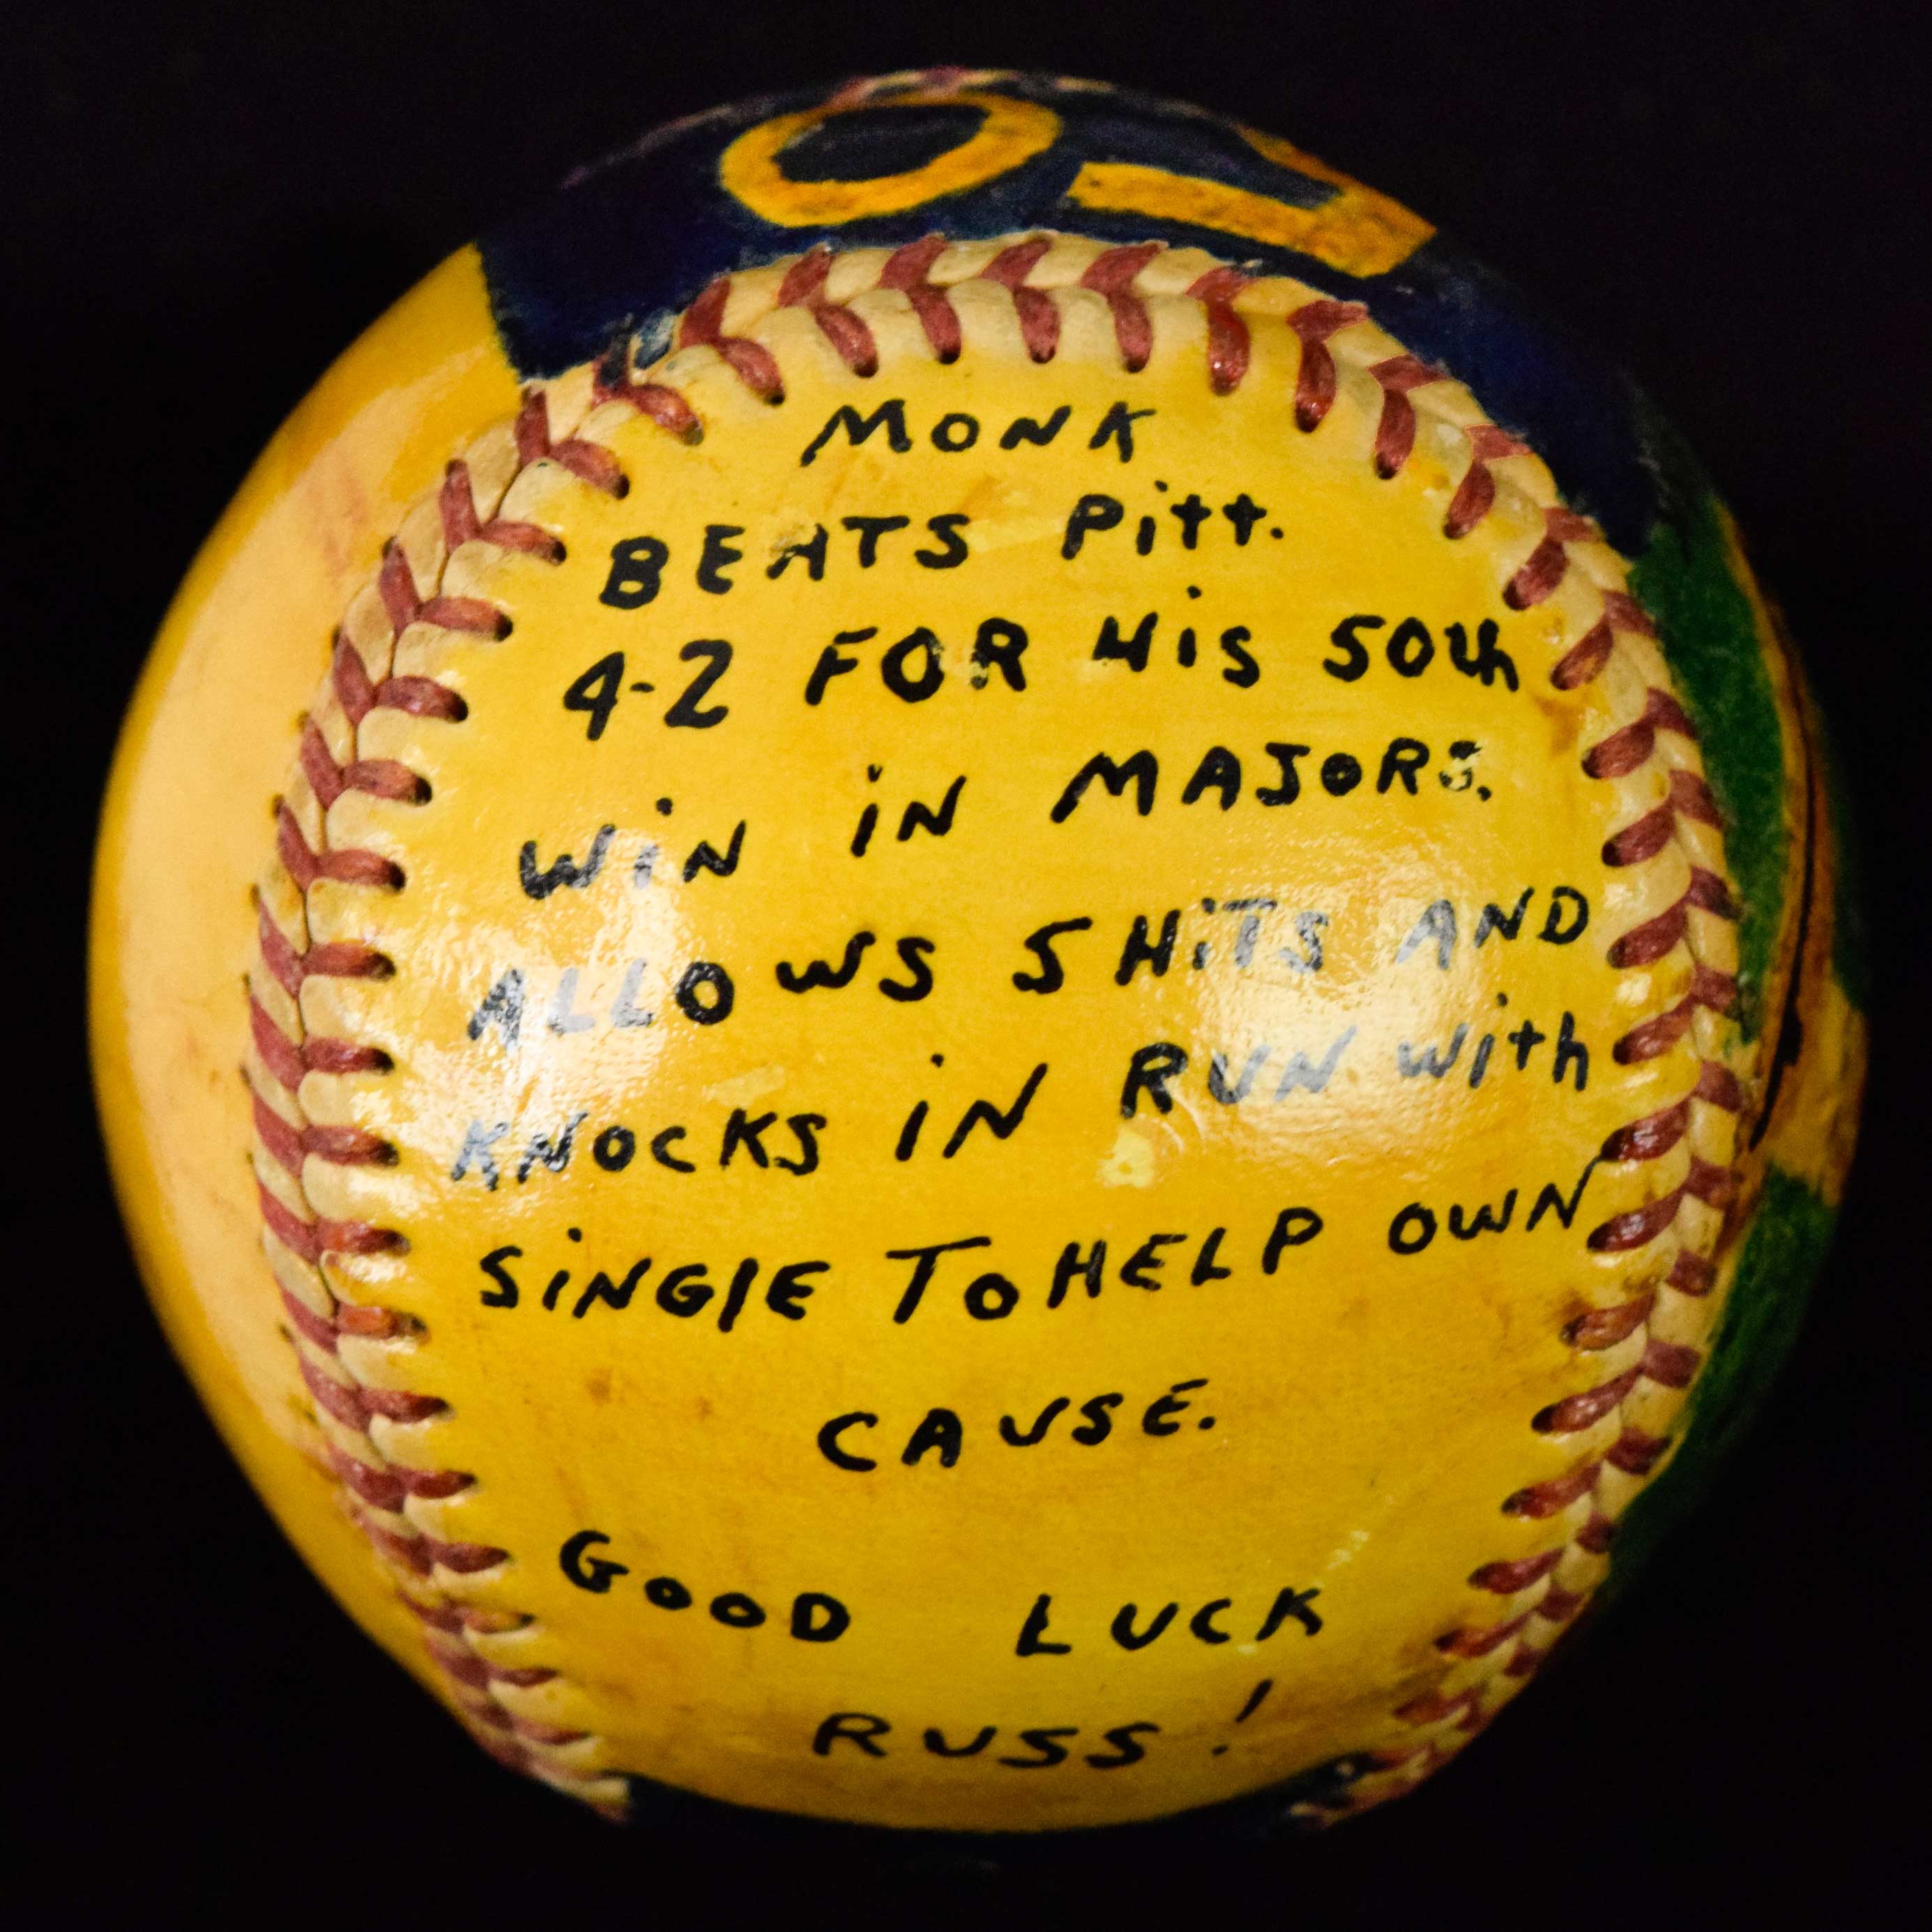 MONK
BEATS Pitt.
4-2 FOR HiS 50th
WiN iN MAJORS.
ALLOWS 5 HiTS AND
KNOCKS iN RUN with
SiNGlE To HELP OWN
CAUSE.
GOOD LUCK
RUSS!